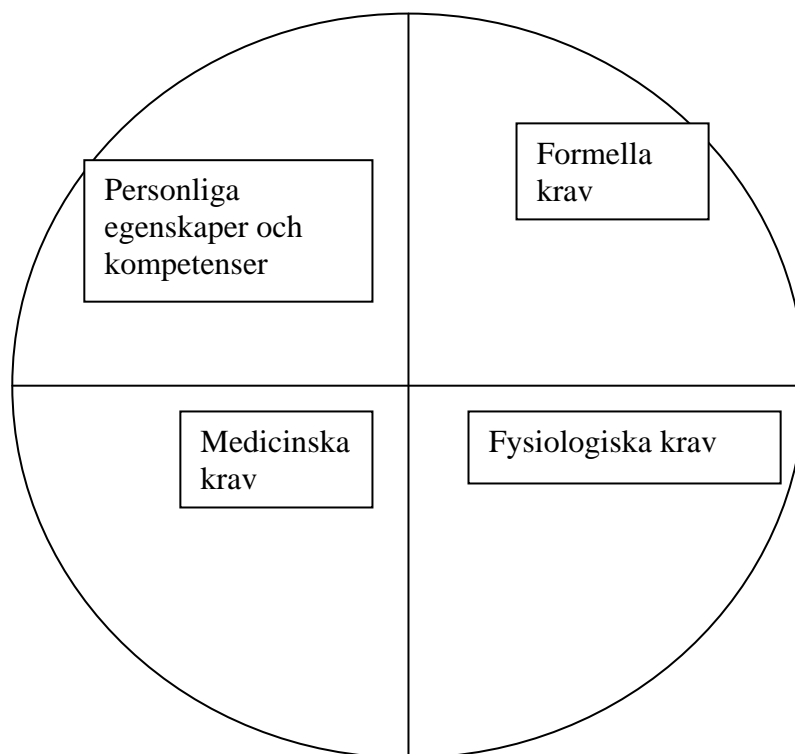 Personliga
egenskaper och
kompetenser
Formella
krav
Medicinska
krav
Fysiologiska krav